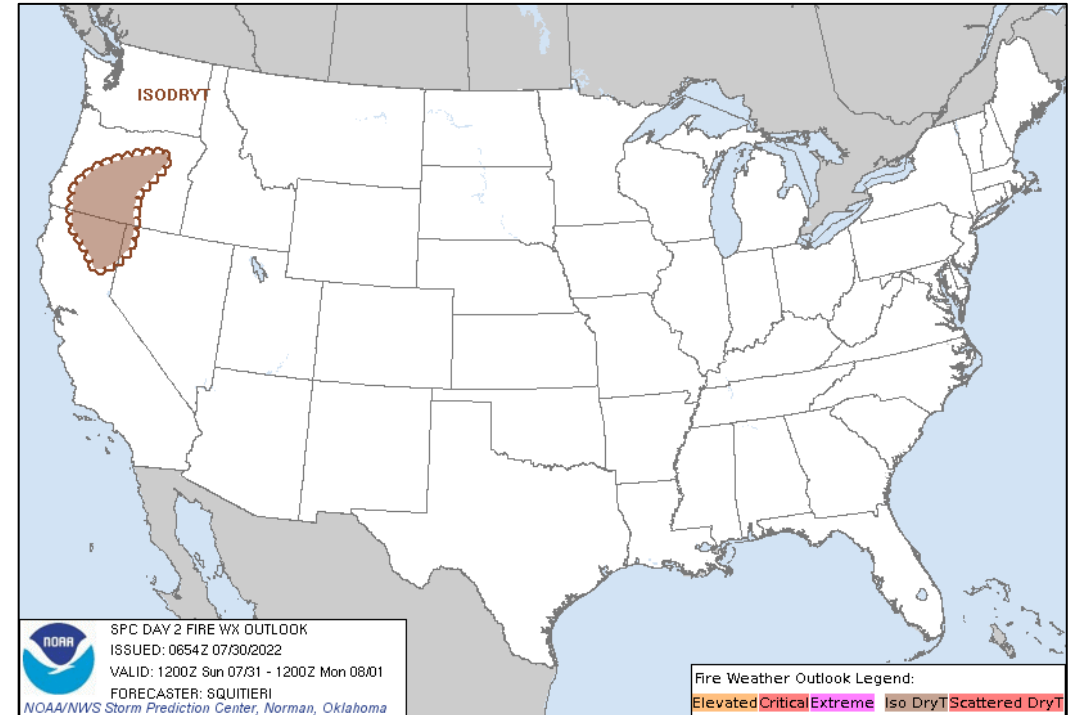 ISODRYT
NOAA
SPC DAY 2 FIRE WX OUTLOOK
ISSUED: 0654Z 07/30/2022
VALID: 1200Z Sun 07/31 - 1200Z Mon 08/01
FORECASTER: SQUITIERI
NOAA/NWS Storm Prediction Center, Norman, Oklahoma
Fire Weather Outlook Legend:
Elevated Critical Extreme Iso DryT Scattered DryT